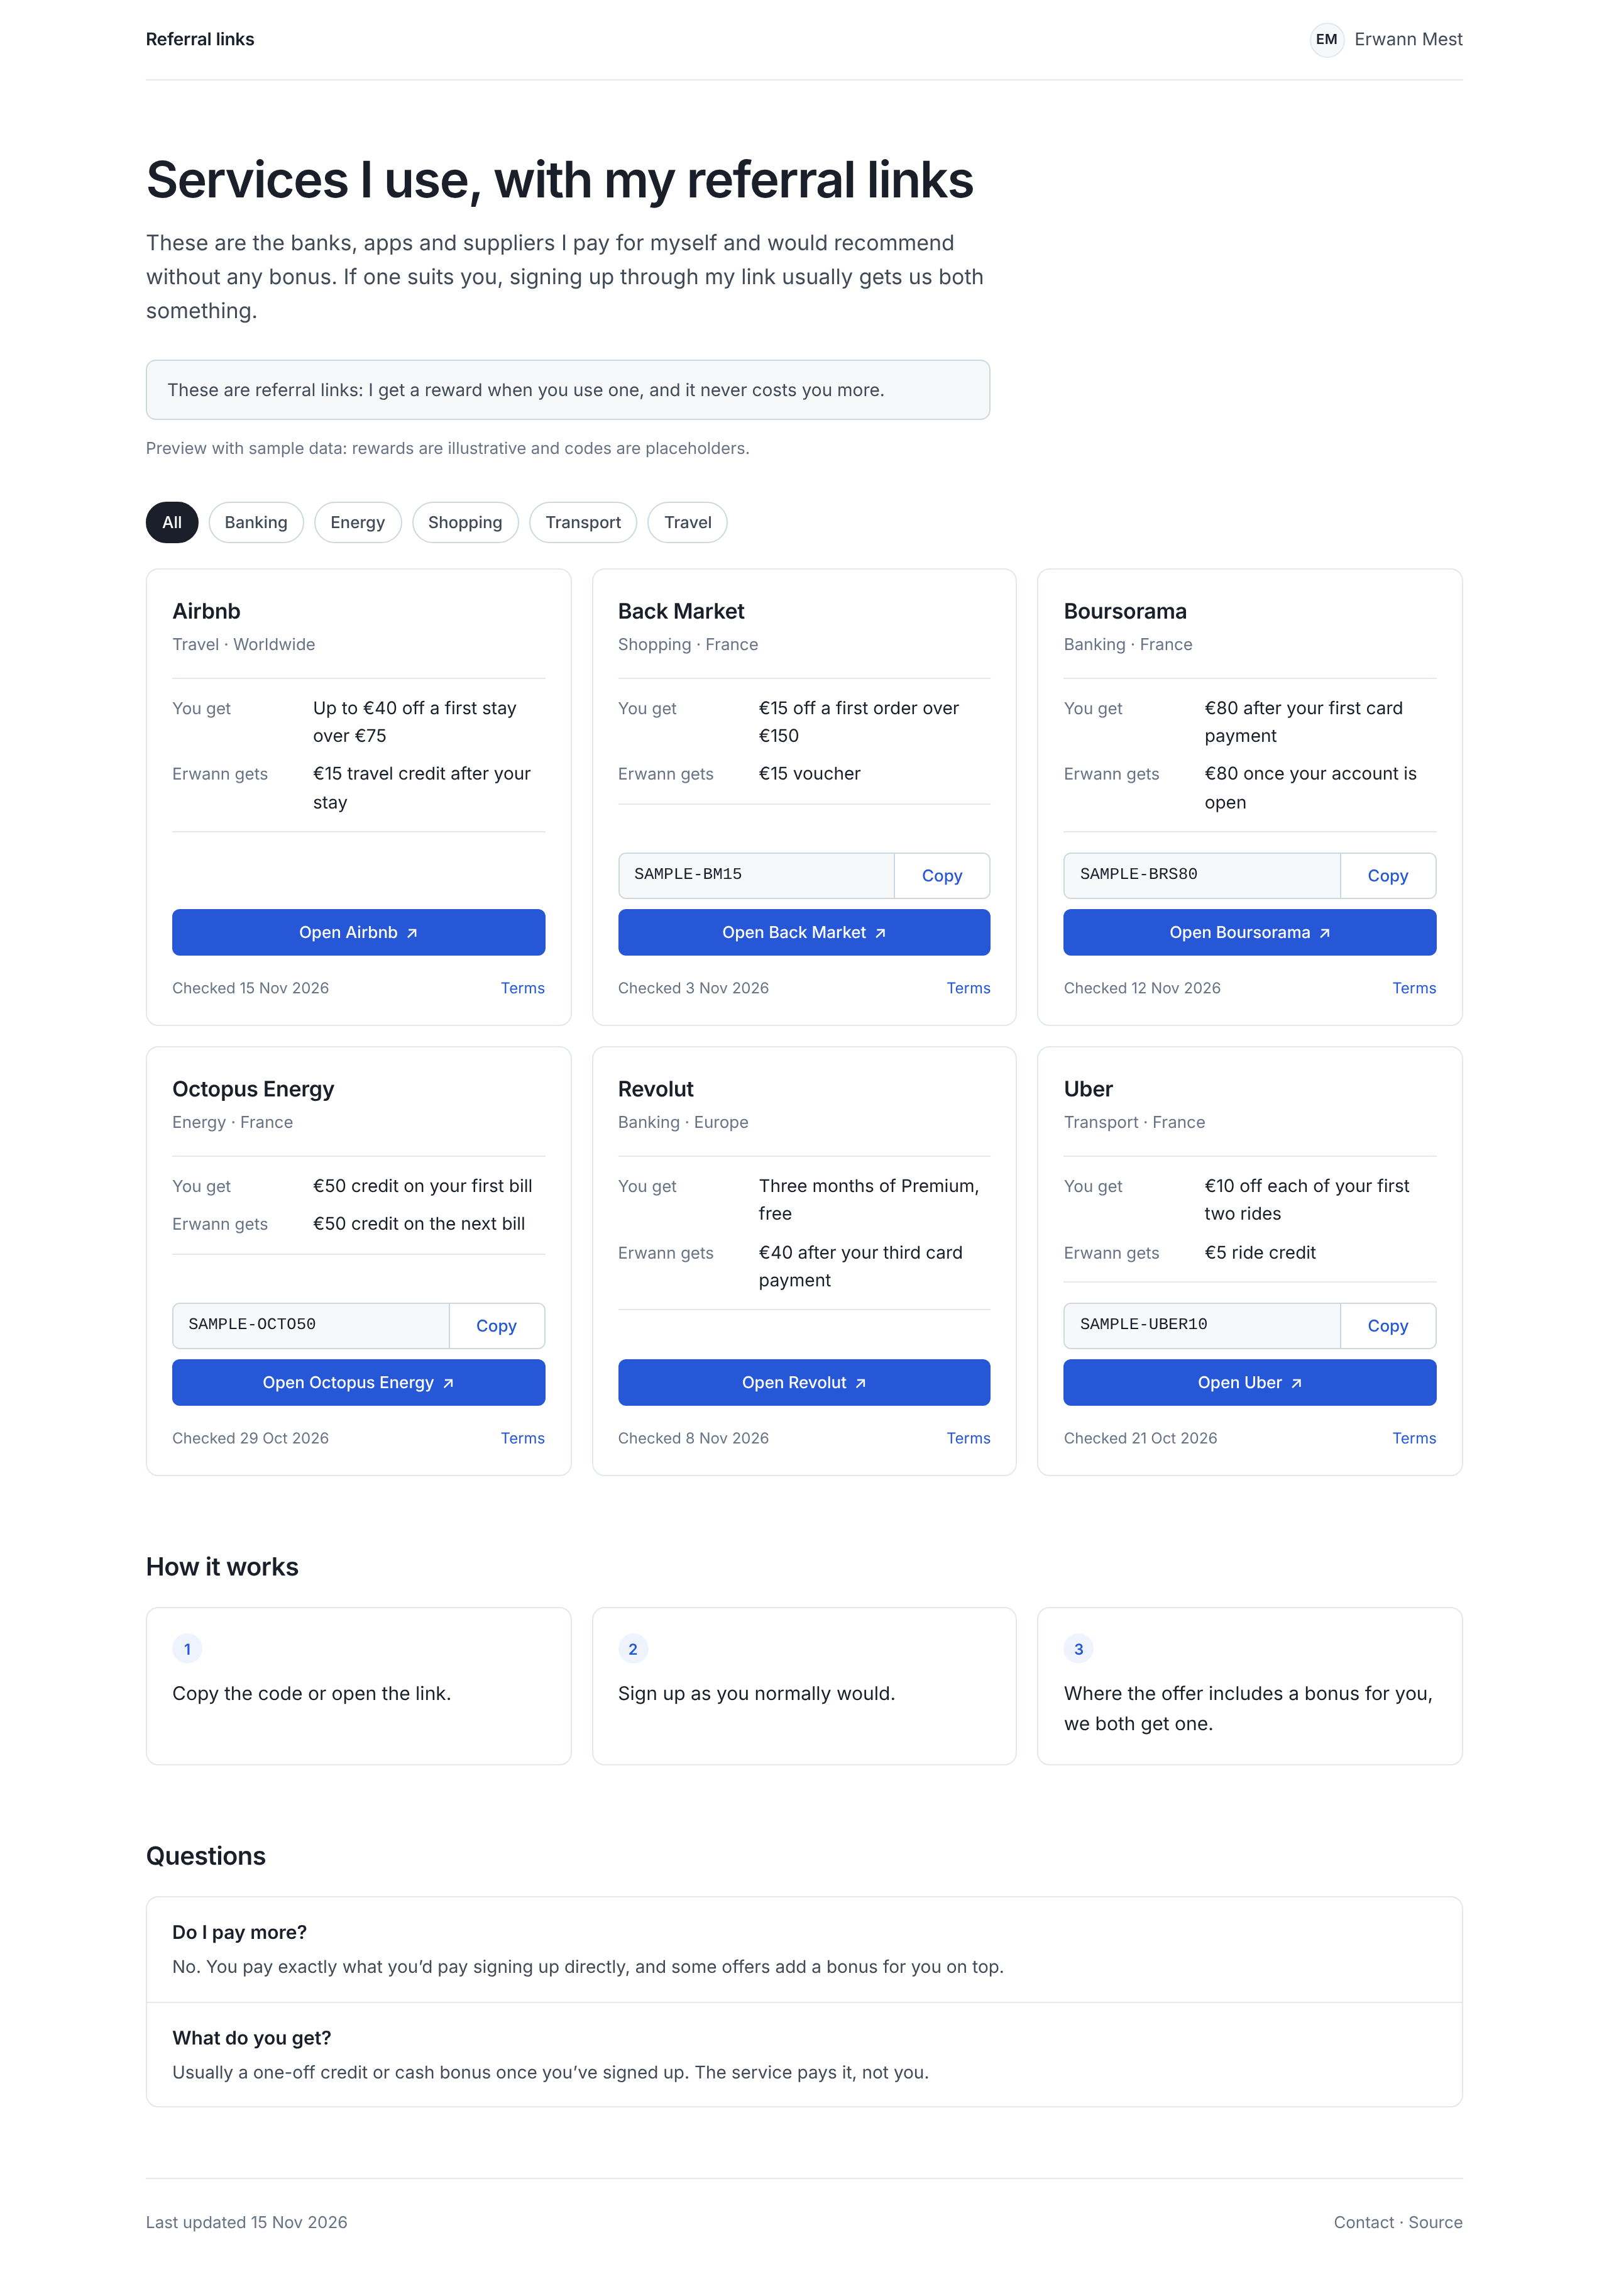 Referral links
EM Erwann Mest
Services I use, with my referral links
These are the banks, apps and suppliers I pay for myself and would recommend
without any bonus. If one suits you, signing up through my link usually gets us both
something.
These are referral links: I get a reward when you use one, and it never costs you more.
Preview with sample data: rewards are illustrative and codes are placeholders.
All Banking Energy Shopping Transport Travel
Airbnb
Travel · Worldwide
You get Up to €40 off a first stay
over €75
Erwann gets €15 travel credit after your
stay
Open Airbnb ↗
Checked 15 Nov 2026 Terms
Back Market
Shopping · France
You get €15 off a first order over
€150
Erwann gets €15 voucher
SAMPLE-BM15 Copy
Open Back Market ↗
Checked 3 Nov 2026 Terms
Boursorama
Banking · France
You get €80 after your first card
payment
Erwann gets €80 once your account is
open
SAMPLE-BRS80 Copy
Open Boursorama ↗
Checked 12 Nov 2026 Terms
Octopus Energy
Energy · France
You get €50 credit on your first bill
Erwann gets €50 credit on the next bill
SAMPLE-OCTO50 Copy
Open Octopus Energy ↗
Checked 29 Oct 2026 Terms
Revolut
Banking · Europe
You get Three months of Premium,
free
Erwann gets €40 after your third card
payment
Open Revolut ↗
Checked 8 Nov 2026 Terms
Uber
Transport · France
You get €10 off each of your first
two rides
Erwann gets €5 ride credit
SAMPLE-UBER10 Copy
Open Uber ↗
Checked 21 Oct 2026 Terms
How it works
1
Copy the code or open the link.
2
Sign up as you normally would.
3
Where the offer includes a bonus for you,
we both get one.
Questions
Do I pay more?
No. You pay exactly what you’d pay signing up directly, and some offers add a bonus for you on top.
What do you get?
Usually a one-off credit or cash bonus once you’ve signed up. The service pays it, not you.
Last updated 15 Nov 2026
Contact · Source